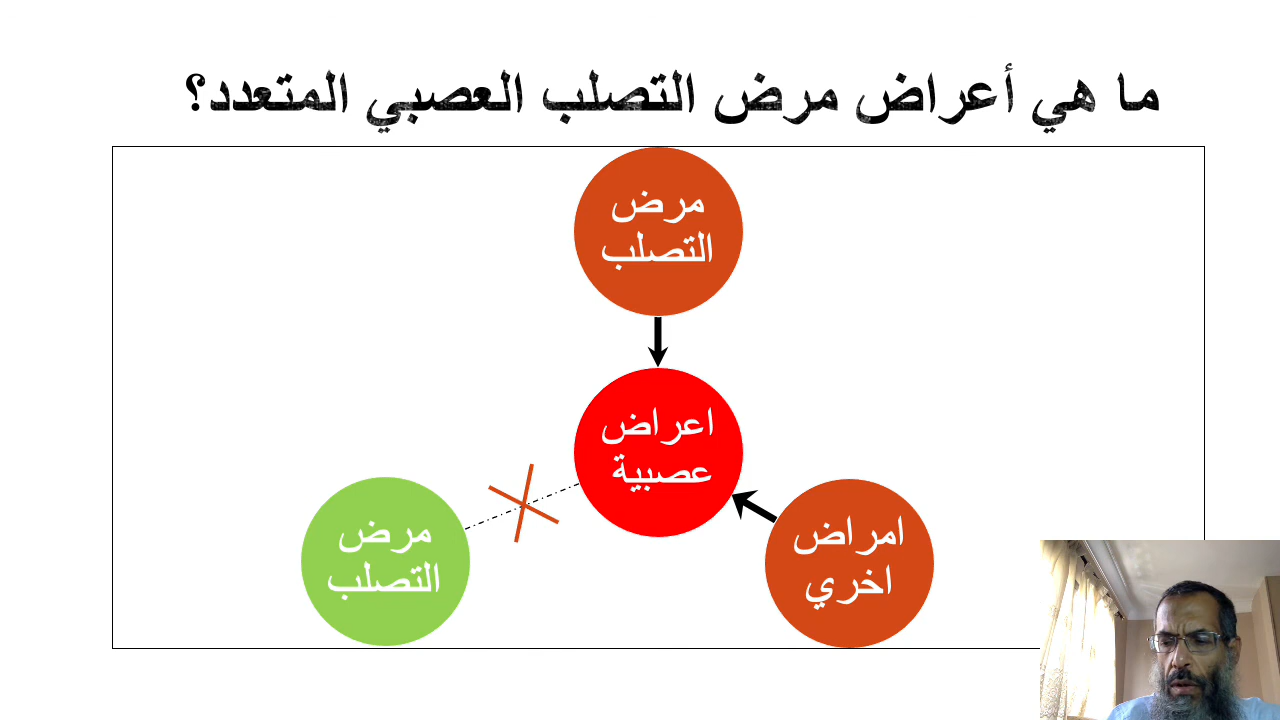 ما هي أعراض مرض التصلب العصبي المتعدد؟
مرض
التصلب
اعراض
عصبية
امراض
اخري
مرض
التصلب